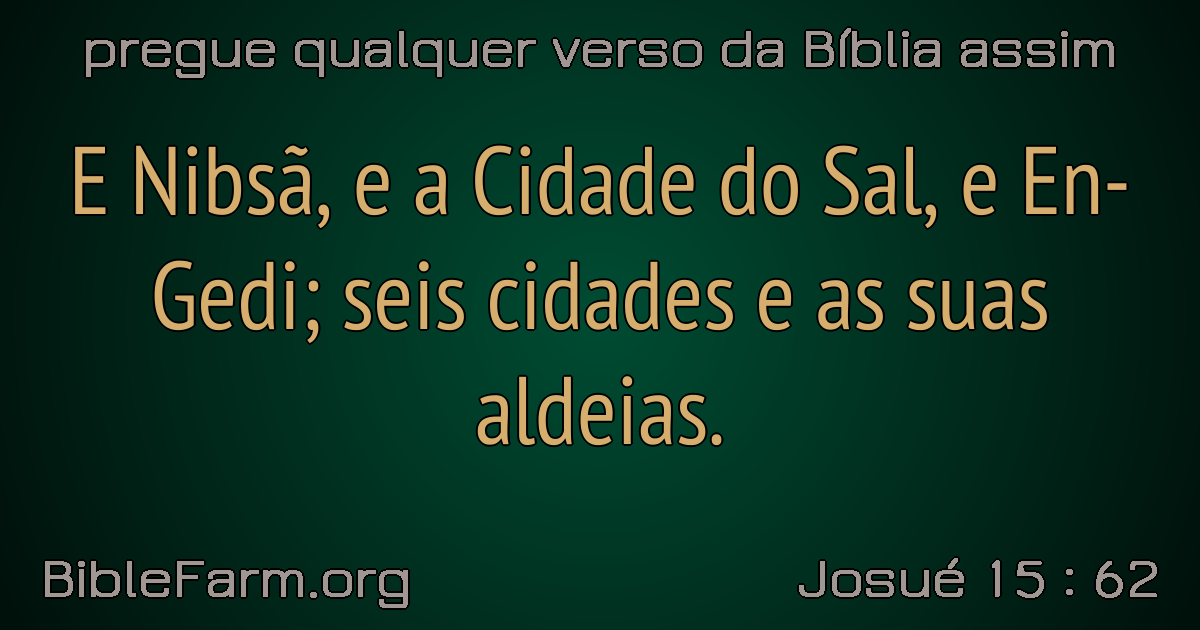 pregue qualquer verso da Bíblia assim
E Nibsã, e a Cidade do Sal, e En-
Gedi; seis cidades e as suas
aldeias.
BibleFarm.org
Josué 15 : 62